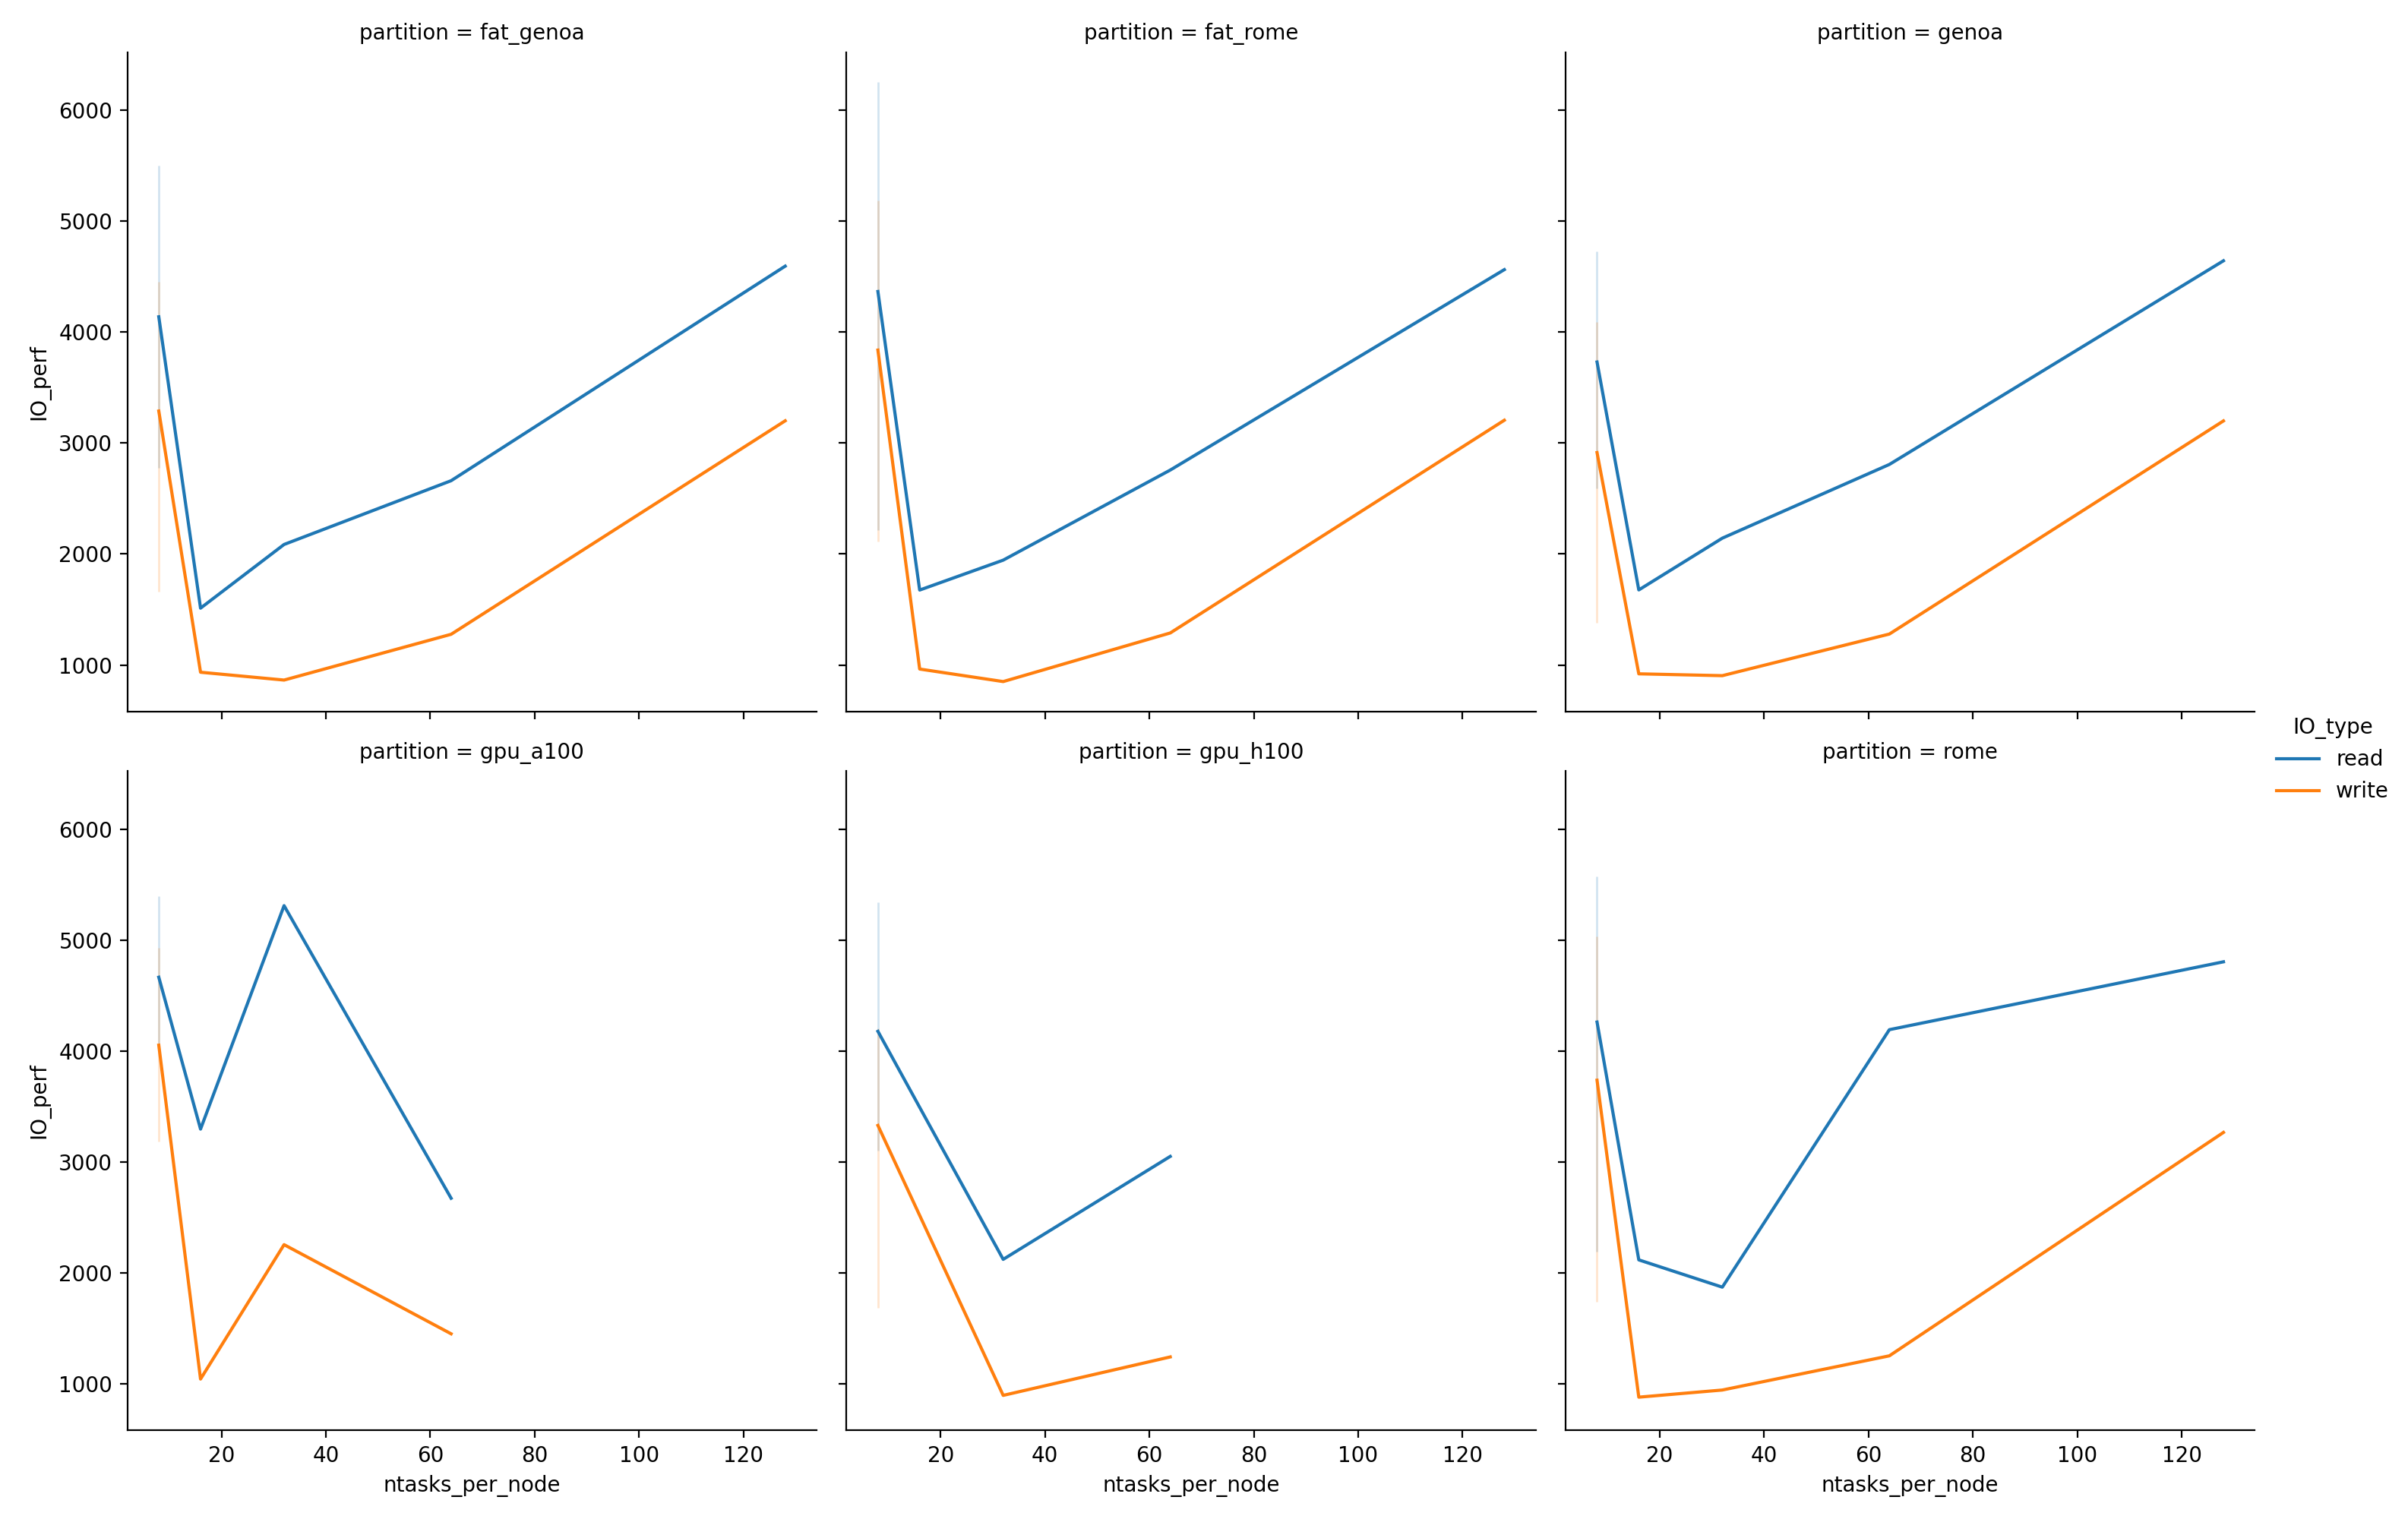 partition = fat_genoa
partition = fat_rome
partition = genoa
6000
5000
4000
3000
2000
1000
IO_perf
partition = gpu_a100
partition = gpu_h100
partition = rome
6000
5000
4000
3000
2000
1000
IO_perf
20 40 60 80 100 120
20 40 60 80 100 120
20 40 60 80 100 120
ntasks_per_node
ntasks_per_node
ntasks_per_node
IO_type
read
write